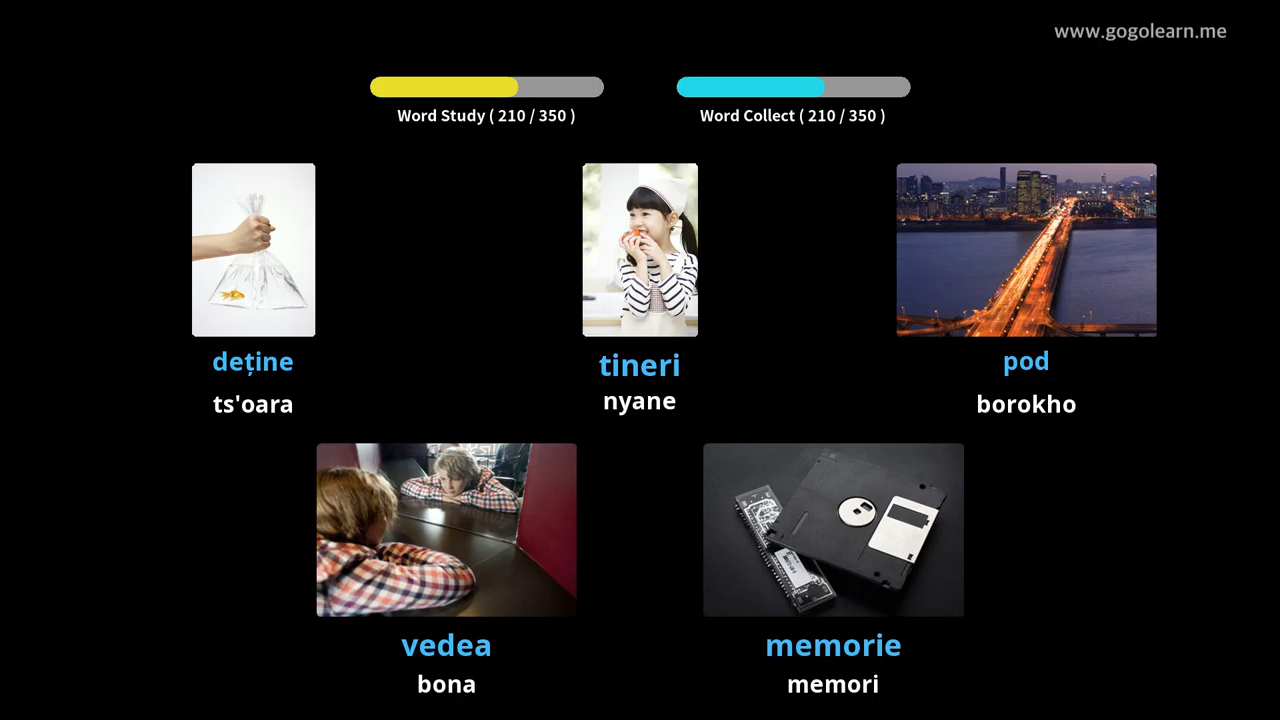 www.gogolearn.me
Word Study ( 210 / 350 )
Word Collect ( 210 / 350 )
deține
tineri
pod
ts'oara
nyane
borokho
vedea
memorie
bona
memori